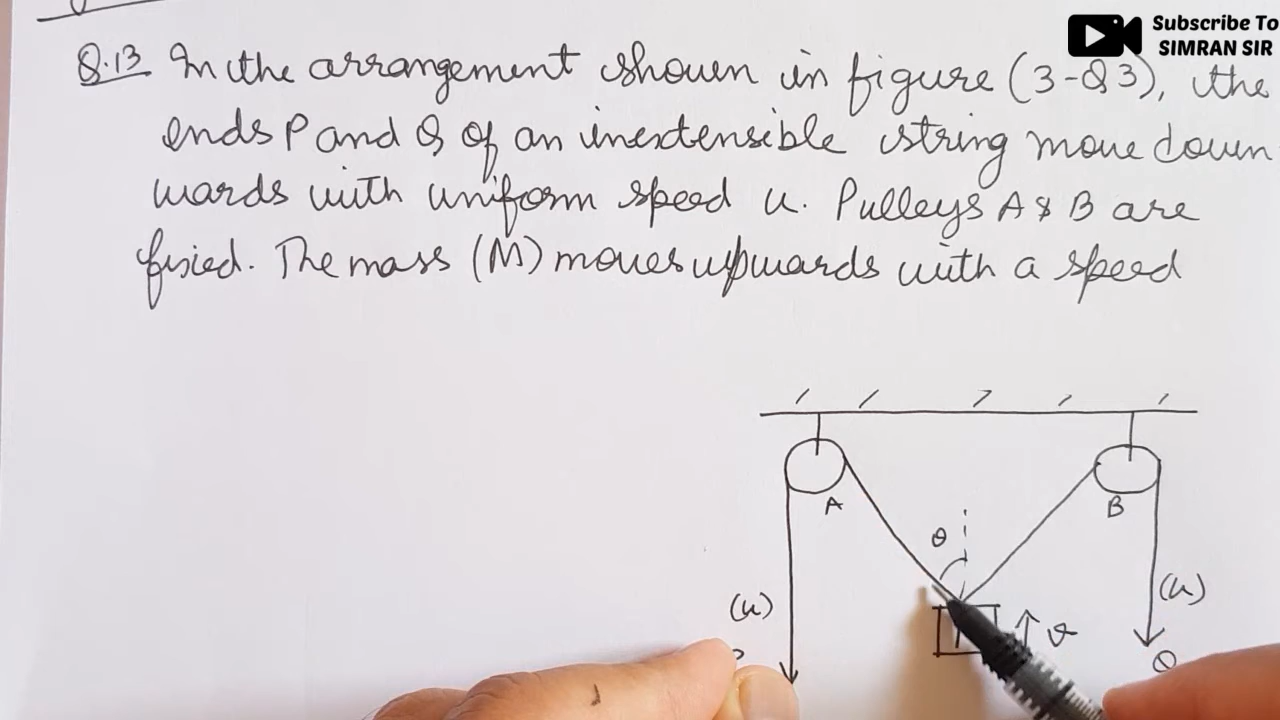 Subscribe To
SIMRAN SIR
Q.13 In the arrangement shown in figure (3-Q3), the
ends P and Q of an inextensible string move down
wards with uniform speed u. Pulleys A & B are
fixed. The mass (M) moves upwards with a speed
A
B
θ
(u)
(u)
v
Q